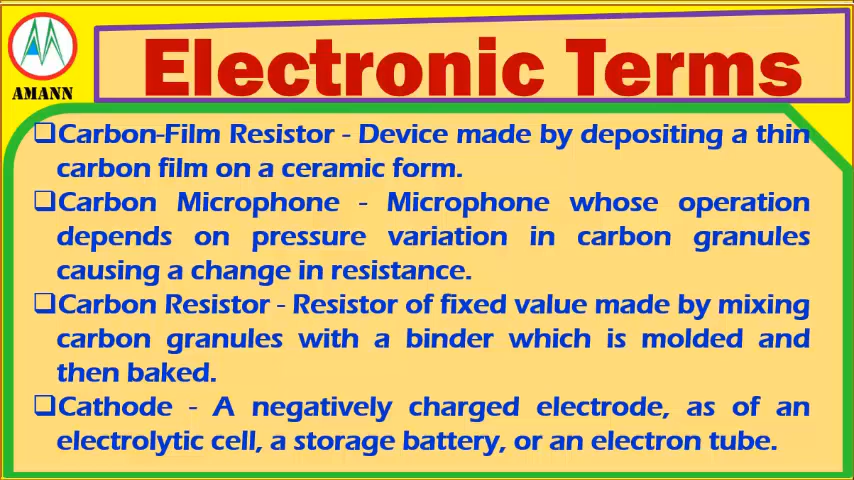 AMANN
Electronic Terms
❑Carbon-Film Resistor - Device made by depositing a thin
carbon film on a ceramic form.
❑Carbon Microphone - Microphone whose operation
depends on pressure variation in carbon granules
causing a change in resistance.
❑Carbon Resistor - Resistor of fixed value made by mixing
carbon granules with a binder which is molded and
then baked.
❑Cathode - A negatively charged electrode, as of an
electrolytic cell, a storage battery, or an electron tube.